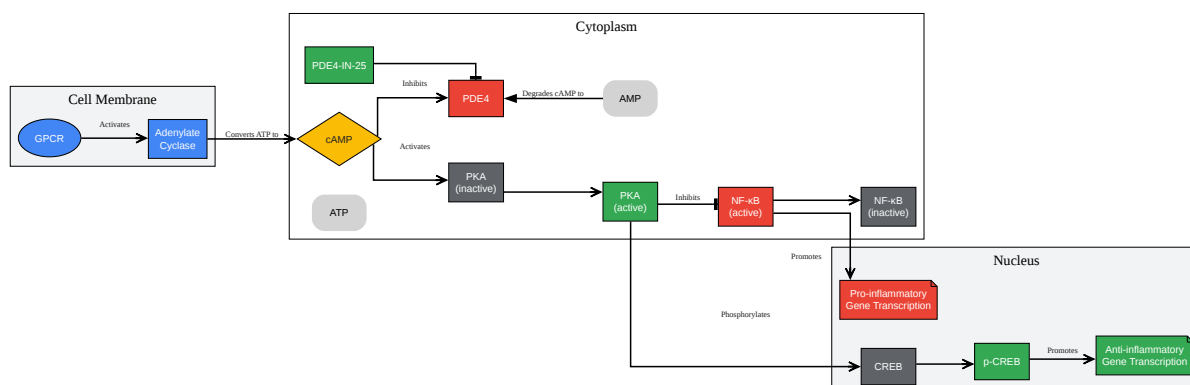 Cytoplasm
PDE4-IN-25
Inhibits
PDE4
Degrades cAMP to
AMP
Cell Membrane
GPCR
Activates
Adenylate
Cyclase
Converts ATP to
cAMP
Activates
PKA
(inactive)
ATP
PKA
(active)
Inhibits
NF-κB
(active)
NF-κB
(inactive)
Promotes
Nucleus
Pro-inflammatory
Gene Transcription
Phosphorylates
CREB
p-CREB
Promotes
Anti-inflammatory
Gene Transcription